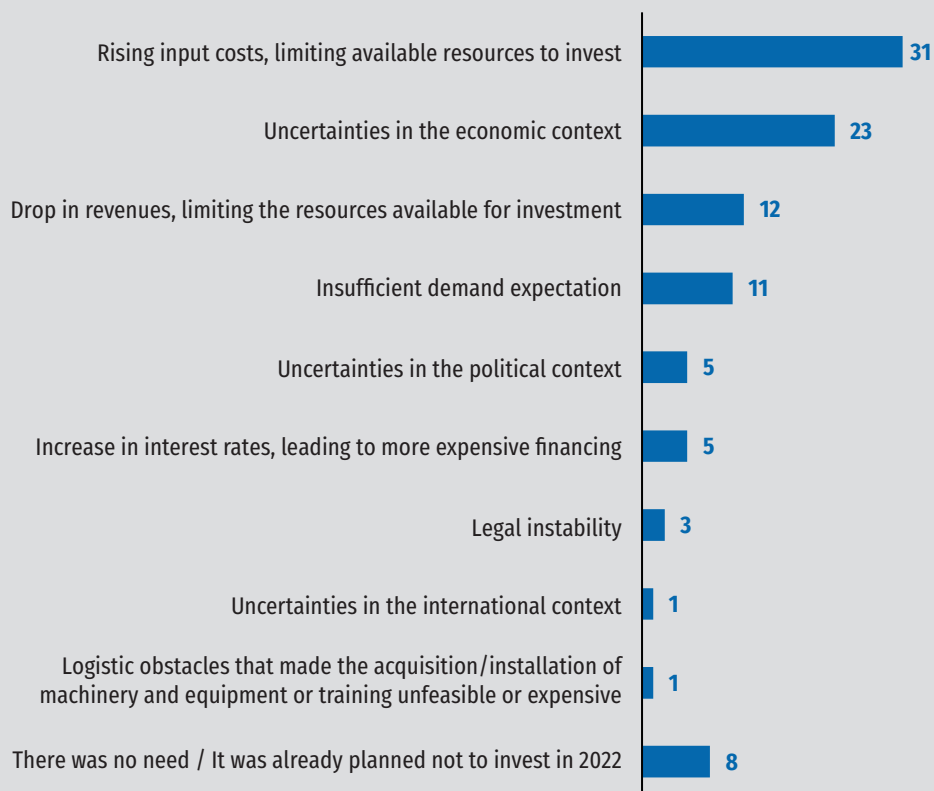 Rising input costs, limiting available resources to invest 31
Uncertainties in the economic context 23
Drop in revenues, limiting the resources available for investment 12
Insufficient demand expectation 11
Uncertainties in the political context 5
Increase in interest rates, leading to more expensive financing 5
Legal instability 3
Uncertainties in the international context 1
Logistic obstacles that made the acquisition/installation of
machinery and equipment or training unfeasible or expensive 1
There was no need / It was already planned not to invest in 2022 8